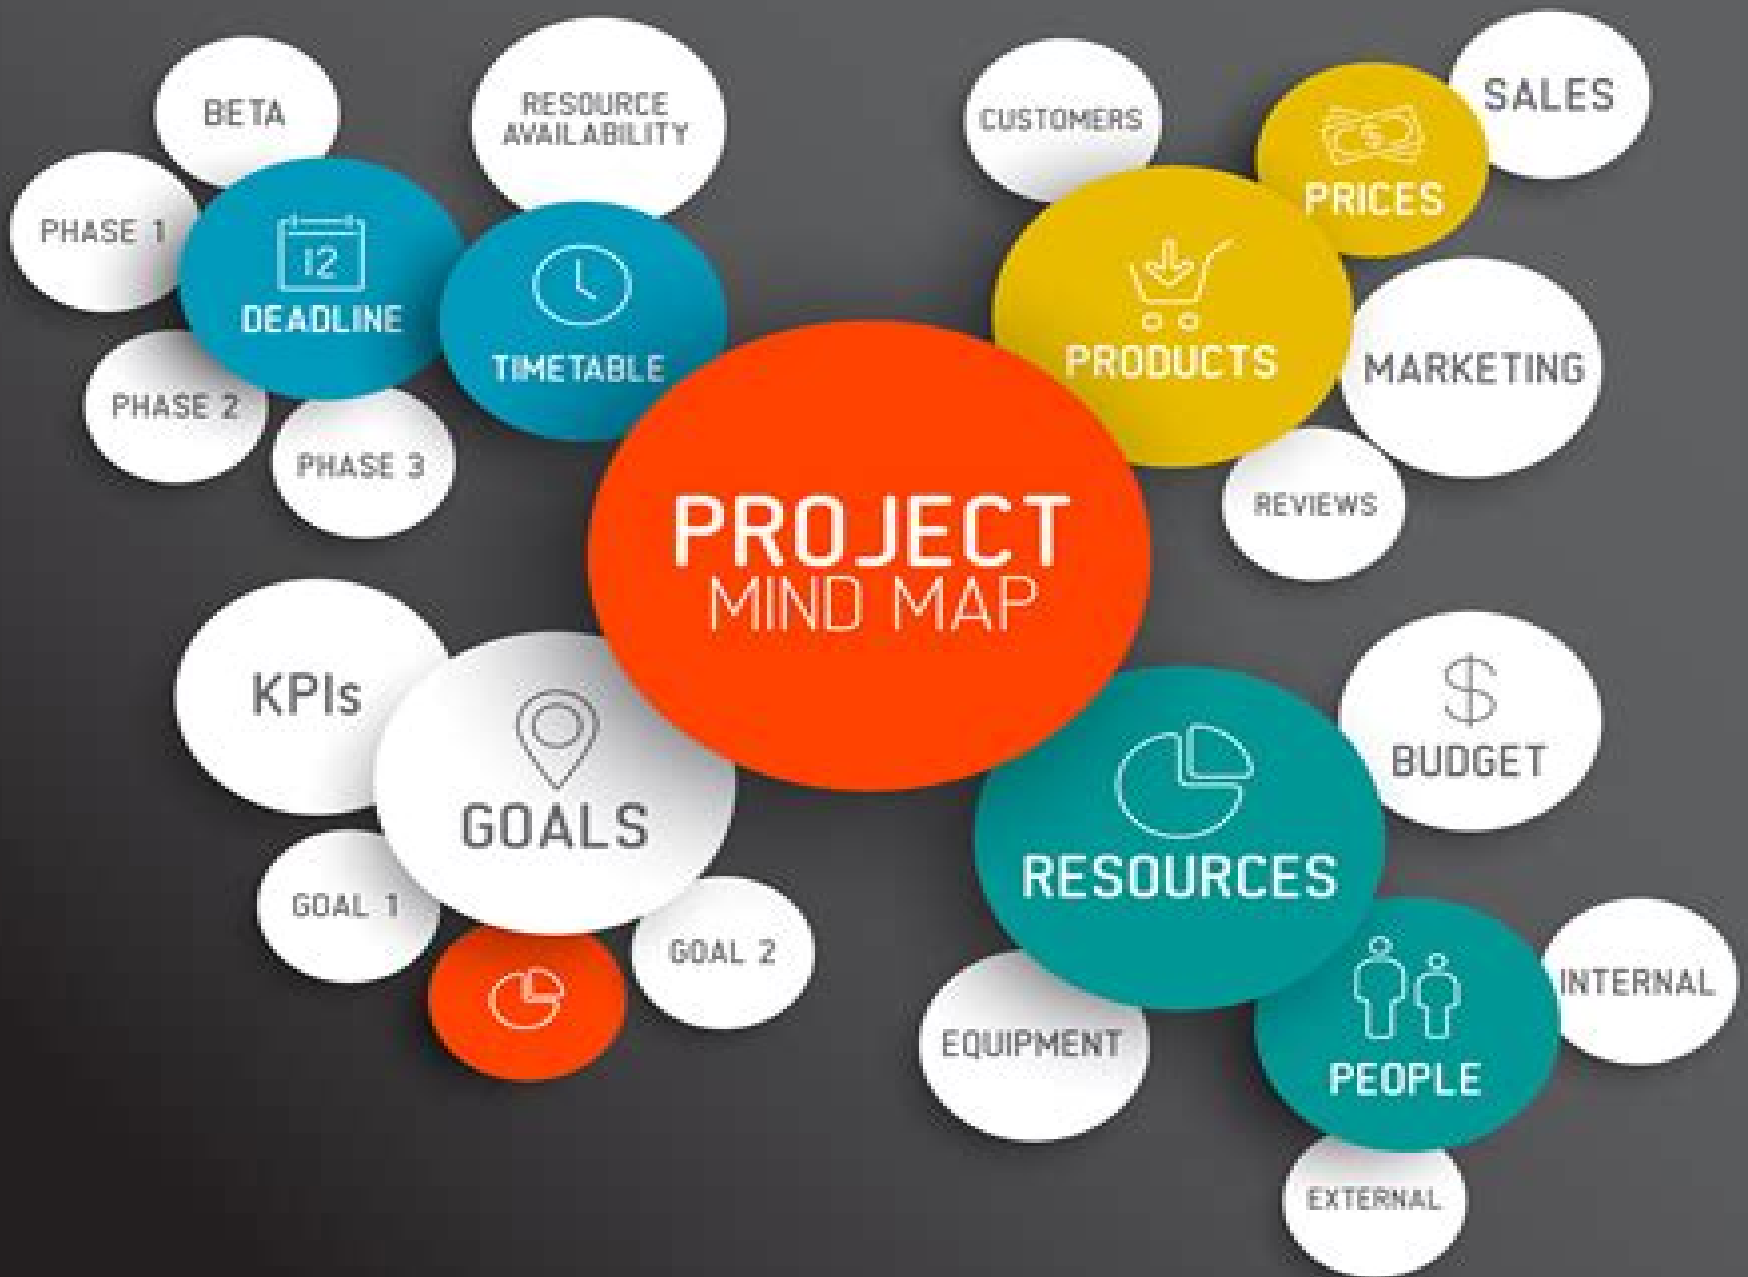 BETA
RESOURCE
AVAILABILITY
CUSTOMERS
SALES
PRICES
PHASE 1
12
DEADLINE
TIMETABLE
PRODUCTS
MARKETING
PHASE 2
PHASE 3
REVIEWS
PROJECT
MIND MAP
KPIs
GOALS
$
BUDGET
RESOURCES
GOAL 1
GOAL 2
INTERNAL
EQUIPMENT
PEOPLE
EXTERNAL